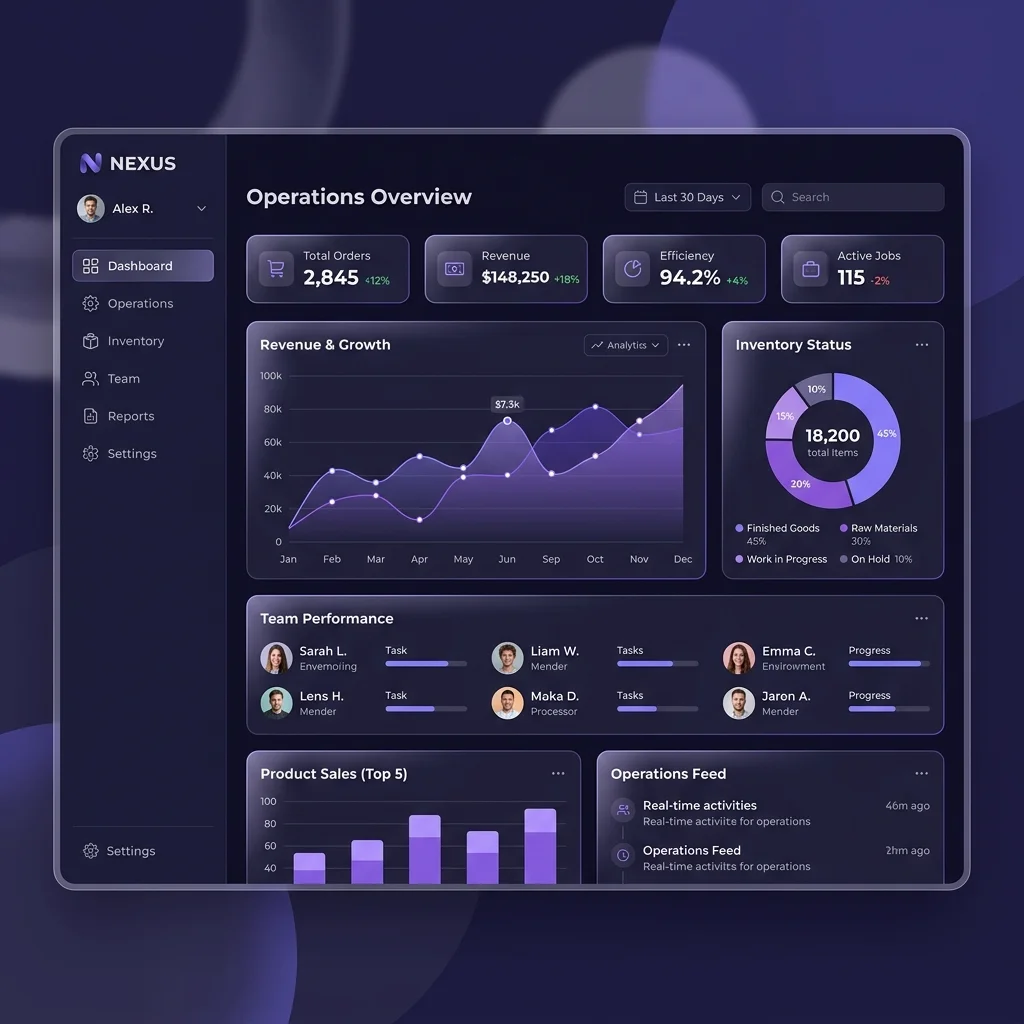 NEXUS
Alex R.
Dashboard
Operations
Inventory
Team
Reports
Settings
Settings
Operations Overview
Last 30 Days
Search
Total Orders
2,845 <12%
Revenue
$148,250 +18%
Efficiency
94.2% +4%
Active Jobs
115 -2%
Revenue & Growth
Analytics
100k
80k
60k
40k
20k
0
$7.3k
Jan Feb Mar Apr May Jun Sep Oct Nov Dec
Inventory Status
10%
15%
45%
20%
18,200
total Items
Finished Goods
45%
Raw Materials
30%
Work in Progress
On Hold 10%
Team Performance
Sarah L.
Envemoiing
Task
Liam W.
Mender
Tasks
Emma C.
Envirowment
Progress
Lens H.
Mender
Task
Maka D.
Processor
Tasks
Jaron A.
Mender
Progress
Product Sales (Top 5)
100
80
60
40
Operations Feed
Real-time activities
46m ago
Real-time activiíte for operations
Operations Feed
2hm ago
Real-time activilts for operations